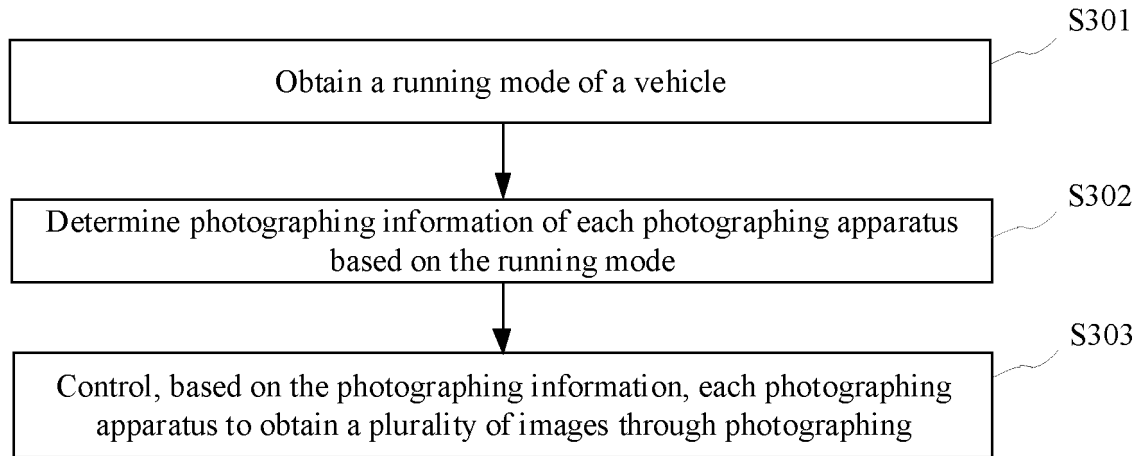 S301
Obtain a running mode of a vehicle
S302
Determine photographing information of each photographing apparatus
based on the running mode
S303
Control, based on the photographing information, each photographing
apparatus to obtain a plurality of images through photographing